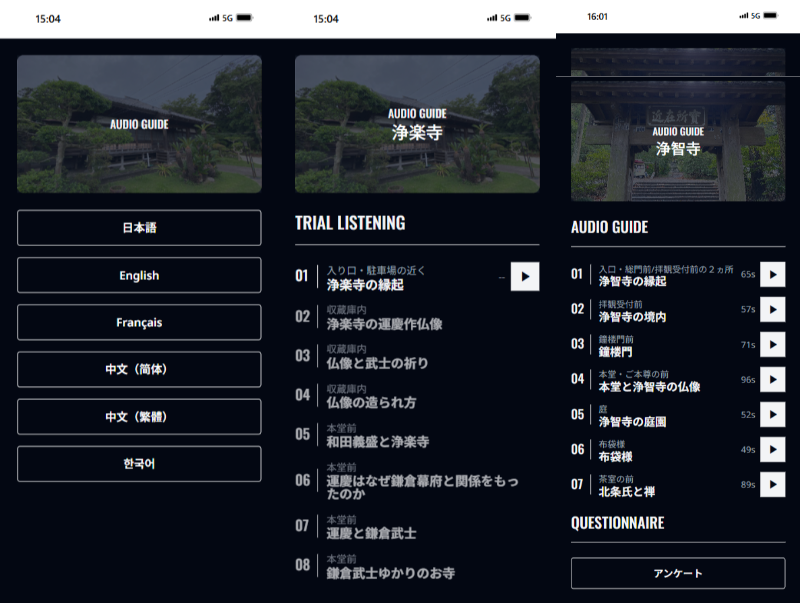 15:04
5G
AUDIO GUIDE
日本語
English
Français
中文（简体）
中文（繁體）
한국어
15:04
5G
AUDIO GUIDE
浄楽寺
TRIAL LISTENING
01
入り口・駐車場の近く
浄楽寺の縁起
--
02
収蔵庫内
浄楽寺の運慶作仏像
03
収蔵庫内
仏像と武士の祈り
04
収蔵庫内
仏像の造られ方
05
本堂前
和田義盛と浄楽寺
06
本堂前
運慶はなぜ鎌倉幕府と関係をもっ
たのか
07
本堂前
運慶と鎌倉武士
08
本堂前
鎌倉武士ゆかりのお寺
16:01
5G
AUDIO GUIDE
浄智寺
AUDIO GUIDE
01
入口・総門前/拝観受付前の２ヵ所
浄智寺の縁起
65s
02
拝観受付前
浄智寺の境内
57s
03
鐘楼門前
鐘楼門
71s
04
本堂・ご本尊の前
本堂と浄智寺の仏像
96s
05
庭
浄智寺の庭園
52s
06
布袋様
布袋様
49s
07
茶室の前
北条氏と禅
89s
QUESTIONNAIRE
アンケート